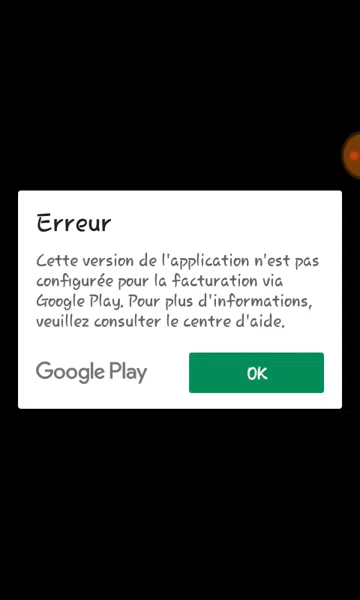 Erreur
Cette version de l'application n'est pas
configurée pour la facturation via
Google Play. Pour plus d'informations,
veuillez consulter le centre d'aide.
Google Play
OK